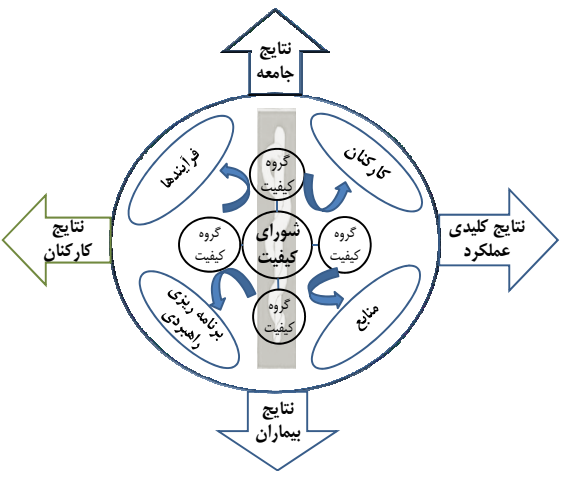 نتایج
جامعه
فرآیندها
کارکنان
گروه
کیفیت
نتایج کلیدی
عملکرد
گروه
کیفیت
شورای
کیفیت
گروه
کیفیت
نتایج
کارکنان
منابع
گروه
کیفیت
برنامه ریزی
راهبردی
نتایج
بیماران